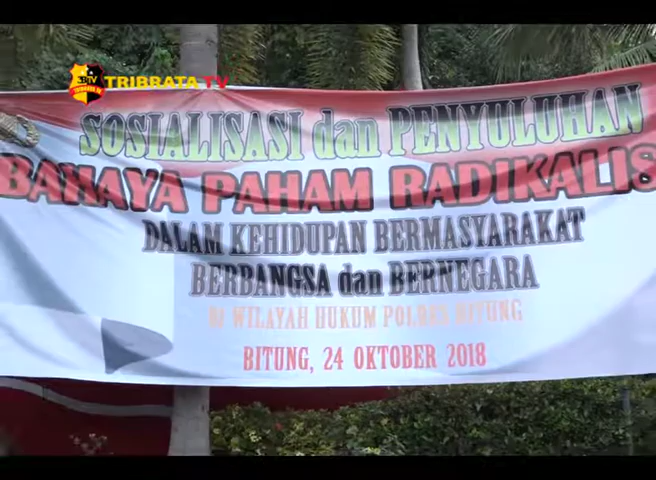 TRIBRATA TV
SOSIALISASI dan PENYULUHAN
BAHAYA PAHAM RADIKALIS
DALAM KEHIDUPAN BERMASYARAKAT
BERBANGSA dan BERNEGARA
DI WILAYAH HUKUM POLRES BITUNG
BITUNG, 24 OKTOBER 2018